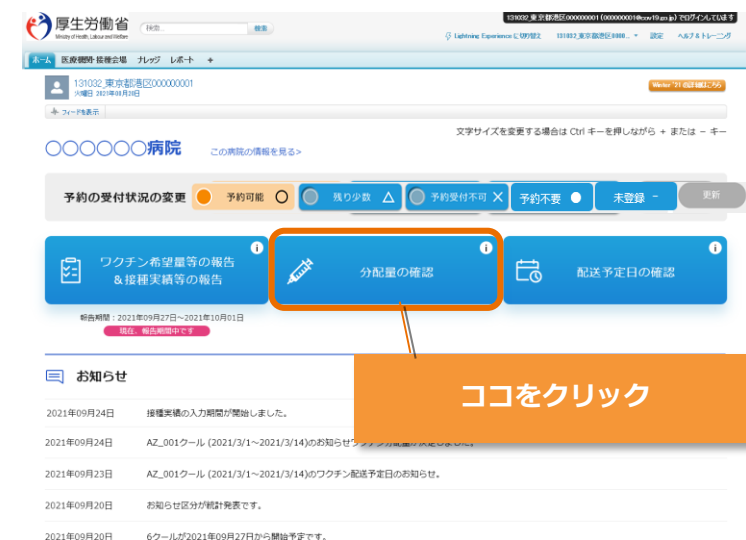 131032_東京都港区000000001 (000000001@cov19.go.jp) でログインしています
厚生労働省
Ministry of Health, Labour and Welfare
検索...
検索
Lightning Experience に切り替え
131032_東京都港区0000...
設定
ヘルプ & トレーニング
ホーム 医療機関・接種会場 ナレッジ レポート +
131032_東京都港区000000001
火曜日 2021年09月28日
Winter '21 の詳細はこちら
フィードを表示
文字サイズを変更する場合は Ctrl キーを押しながら + または − キー
〇〇〇〇〇〇病院
この病院の情報を見る>
予約の受付状況の変更
予約可能 〇
残り少数 △
予約受付不可 ×
予約不要 ●
未登録 −
更新
ワクチン希望量等の報告
&接種実績等の報告
分配量の確認
配送予定日の確認
報告期間：2021年09月27日~2021年10月01日
現在、報告期間中です
ココをクリック
お知らせ
2021年09月24日 接種実績の入力期間が開始しました。
2021年09月24日 AZ_001クール (2021/3/1~2021/3/14)のお知らせ
2021年09月23日 AZ_001クール (2021/3/1~2021/3/14)のワクチン配送予定日のお知らせ。
2021年09月20日 お知らせ区分が統計発表です。
2021年09月20日 6クールが2021年09月27日から開始予定です。